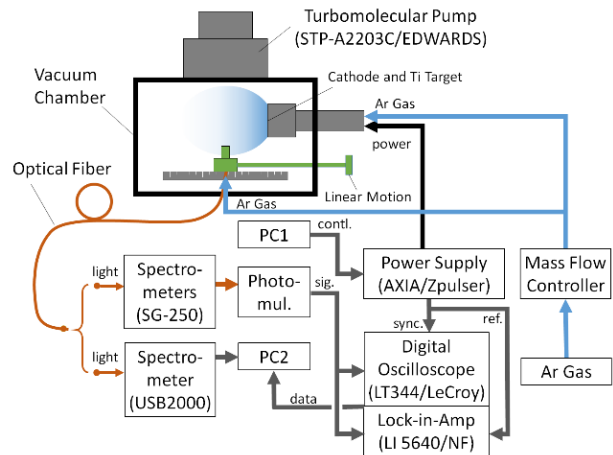 Turbomolecular Pump
(STP-A2203C/EDWARDS)
Vacuum
Chamber
Cathode and Ti Target
Ar Gas
power
Optical Fiber
Linear Motion
Ar Gas
PC1
contl.
light
Spectro-
meters
(SG-250)
Photo-
mul.
sig.
Power Supply
(AXIA/Zpulser)
Mass Flow
Controller
sync.
ref.
light
Spectro-
meter
(USB2000)
PC2
data
Digital
Oscilloscope
(LT344/LeCroy)
Lock-in-Amp
(LI 5640/NF)
Ar Gas